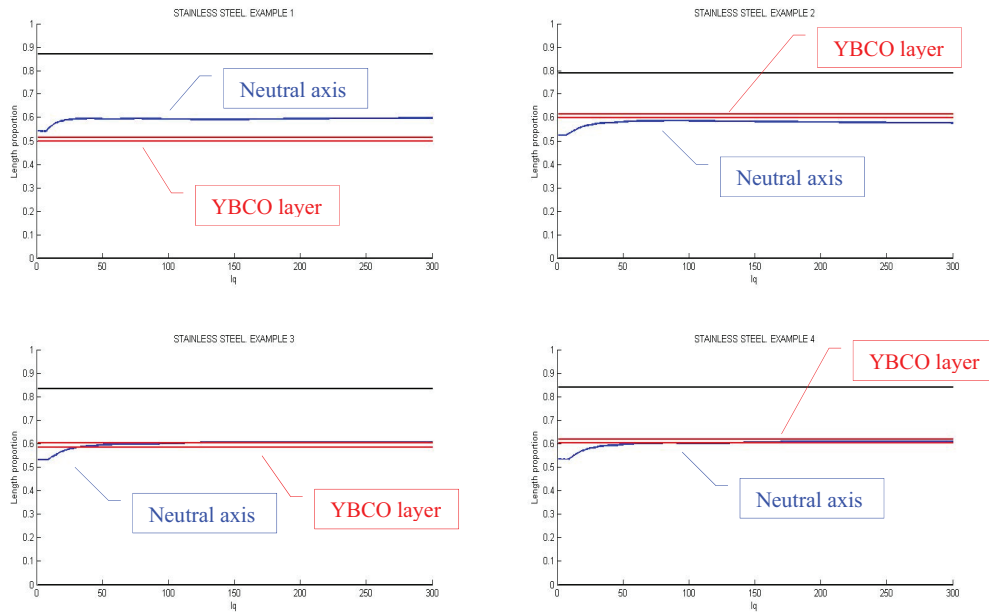 STAINLESS STEEL. EXAMPLE 1
1
0.9
0.8
0.7
0.6
0.5
0.4
0.3
0.2
0.1
0
Length proportion
0 50 100 150 200 250 300
Iq
Neutral axis
YBCO layer
STAINLESS STEEL. EXAMPLE 2
1
0.9
0.8
0.7
0.6
0.5
0.4
0.3
0.2
0.1
0
Length proportion
0 50 100 150 200 250 300
Iq
YBCO layer
Neutral axis
STAINLESS STEEL. EXAMPLE 3
1
0.9
0.8
0.7
0.6
0.5
0.4
0.3
0.2
0.1
0
Length proportion
0 50 100 150 200 250 300
Iq
Neutral axis
YBCO layer
STAINLESS STEEL. EXAMPLE 4
1
0.9
0.8
0.7
0.6
0.5
0.4
0.3
0.2
0.1
0
Length proportion
0 50 100 150 200 250 300
Iq
YBCO layer
Neutral axis